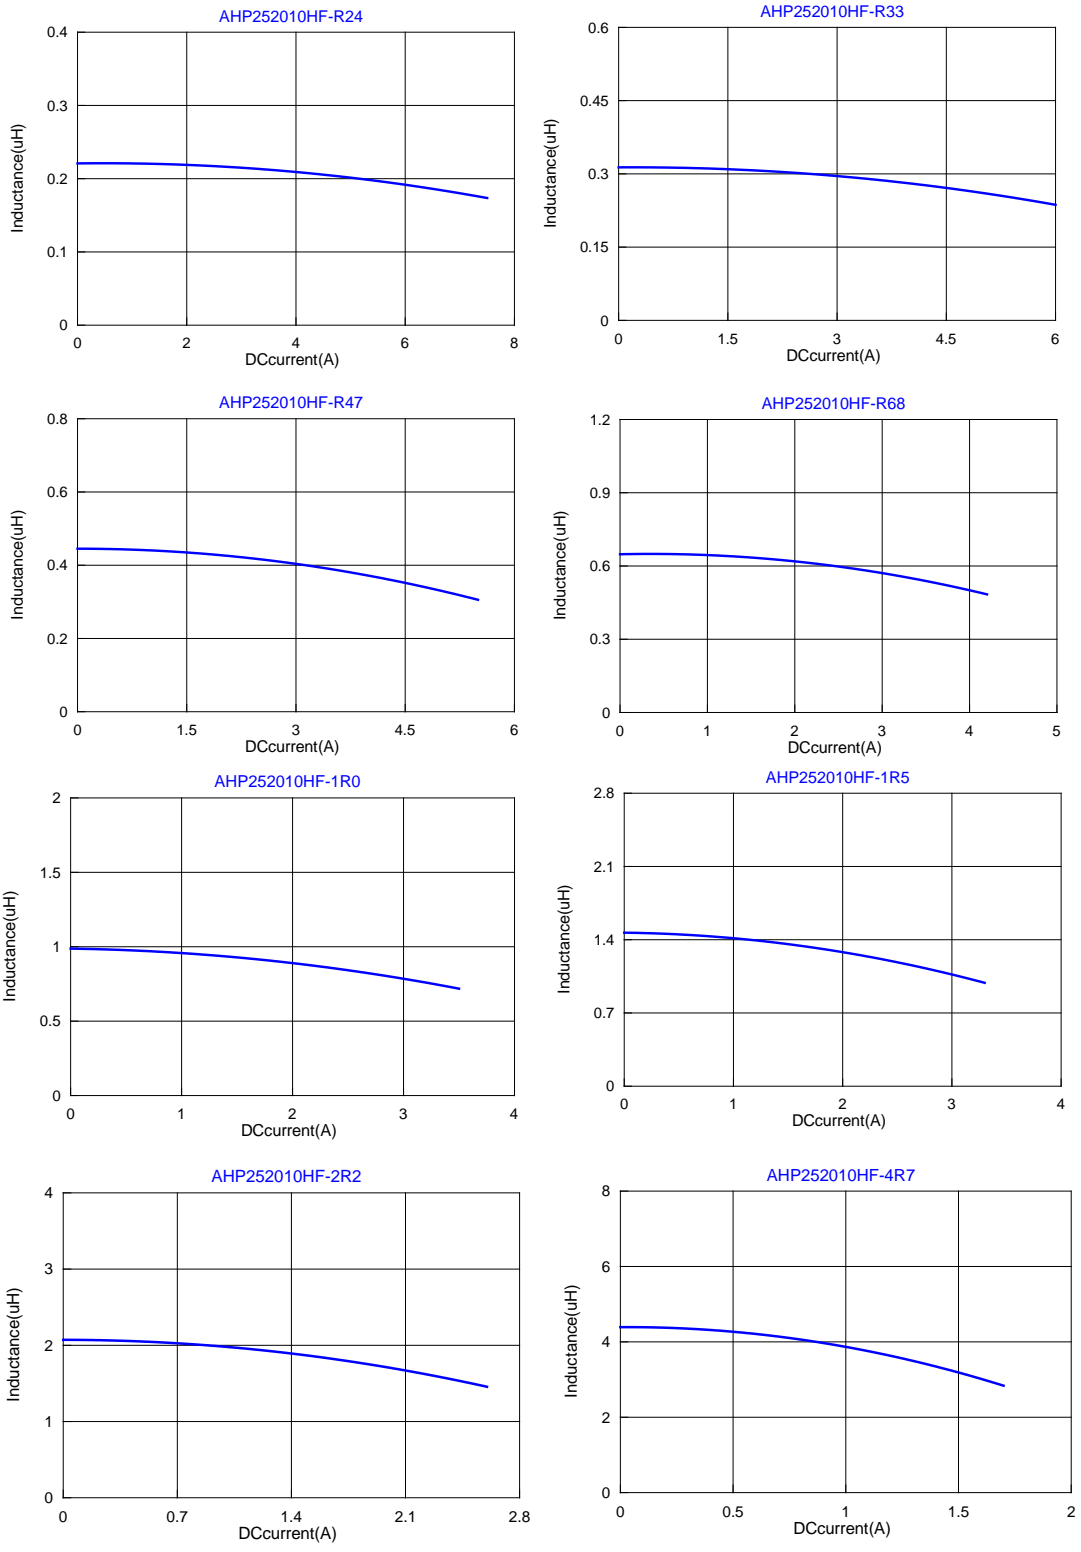 AHP252010HF-R24
0.4
0.3
0.2
0.1
0
Inductance(uH)
0 2 4 6 8
DCcurrent(A)
AHP252010HF-R33
0.6
0.45
0.3
0.15
0
Inductance(uH)
0 1.5 3 4.5 6
DCcurrent(A)
AHP252010HF-R47
0.8
0.6
0.4
0.2
0
Inductance(uH)
0 1.5 3 4.5 6
DCcurrent(A)
AHP252010HF-R68
1.2
0.9
0.6
0.3
0
Inductance(uH)
0 1 2 3 4 5
DCcurrent(A)
AHP252010HF-1R0
2
1.5
1
0.5
0
Inductance(uH)
0 1 2 3 4
DCcurrent(A)
AHP252010HF-1R5
2.8
2.1
1.4
0.7
0
Inductance(uH)
0 1 2 3 4
DCcurrent(A)
AHP252010HF-2R2
4
3
2
1
0
Inductance(uH)
0 0.7 1.4 2.1 2.8
DCcurrent(A)
AHP252010HF-4R7
8
6
4
2
0
Inductance(uH)
0 0.5 1 1.5 2
DCcurrent(A)